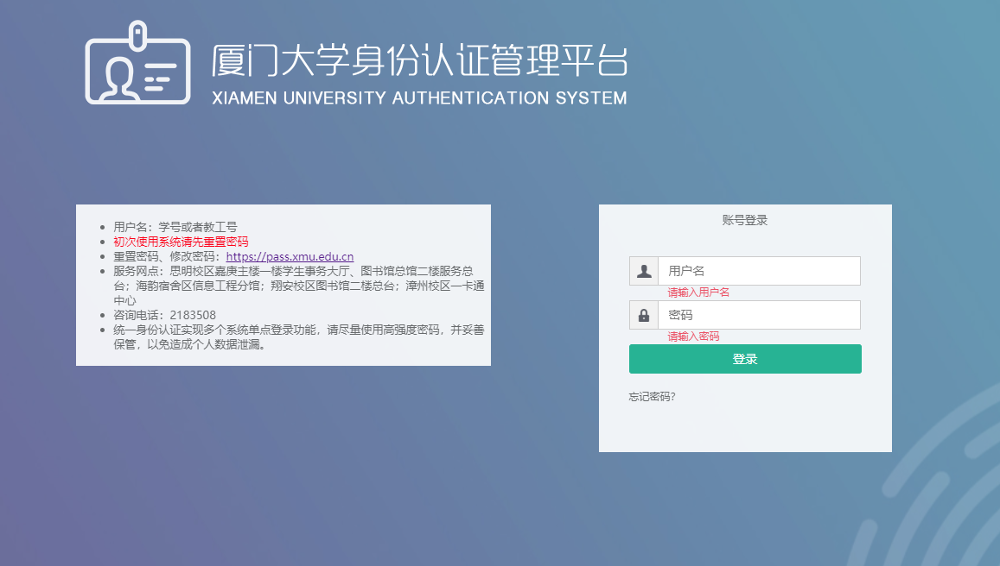 厦门大学身份认证管理平台
XIAMEN UNIVERSITY AUTHENTICATION SYSTEM
用户名：学号或者教工号
初次使用系统请先重置密码
重置密码、修改密码：https://pass.xmu.edu.cn
服务网点：思明校区嘉庚主楼一楼学生事务大厅、图书馆总馆二楼服务总
台；海韵宿舍区信息工程分馆；翔安校区图书馆二楼总台；漳州校区一卡通
中心
咨询电话：2183508
统一身份认证实现多个系统单点登录功能，请尽量使用高强度密码，并妥善
保管，以免造成个人数据泄漏。
账号登录
用户名
请输入用户名
密码
请输入密码
登录
忘记密码？